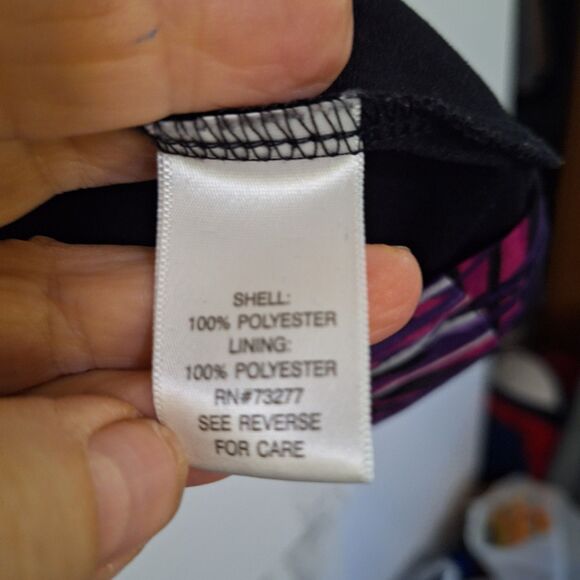 SHELL:
100% POLYESTER
LINING:
100% POLYESTER
RN#73277
SEE REVERSE
FOR CARE